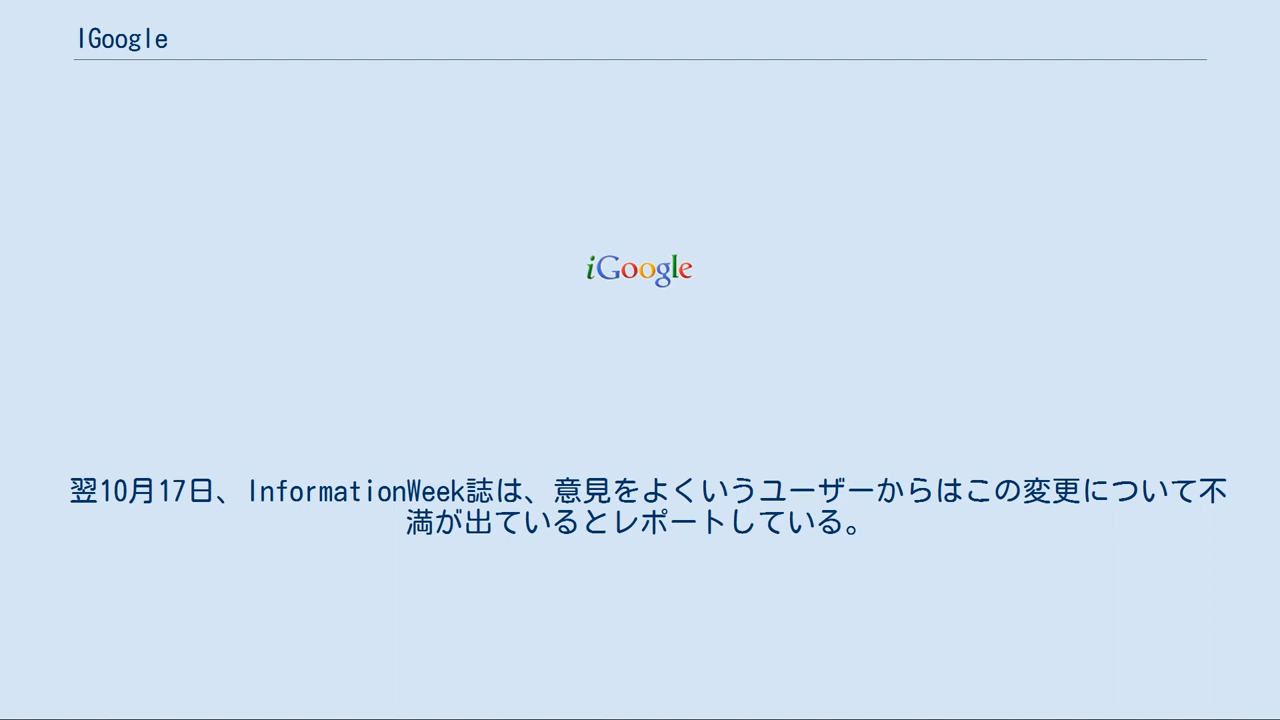 IGoogle
iGoogle
翌10月17日、InformationWeek誌は、意見をよくいうユーザーからはこの変更について不
満が出ているとレポートしている。